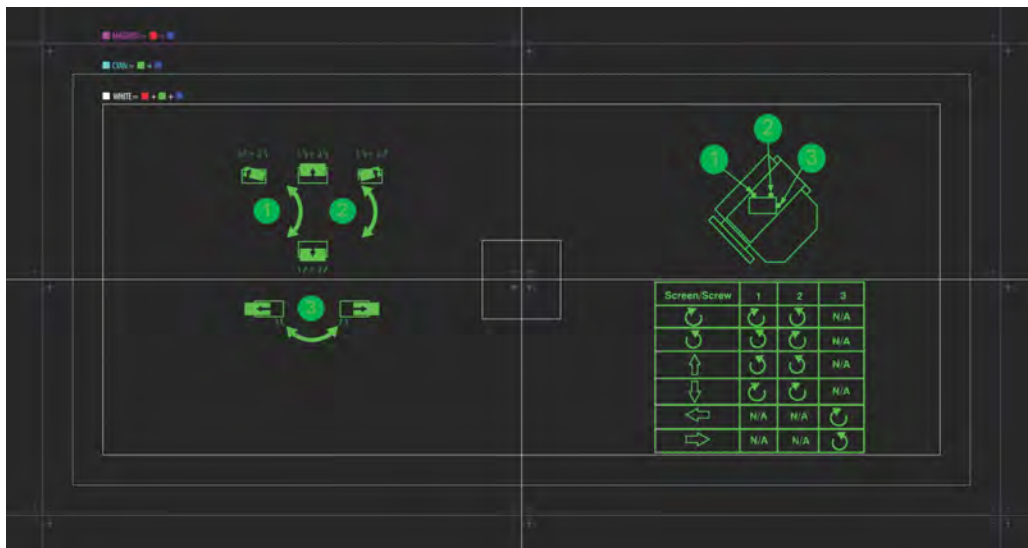 MAGENTA = + 
CYAN = +
WHITE = + +
1
2
3
1
2
3
Screen/Screw 1 2 3
N/A
N/A
N/A
N/A
N/A N/A
N/A N/A